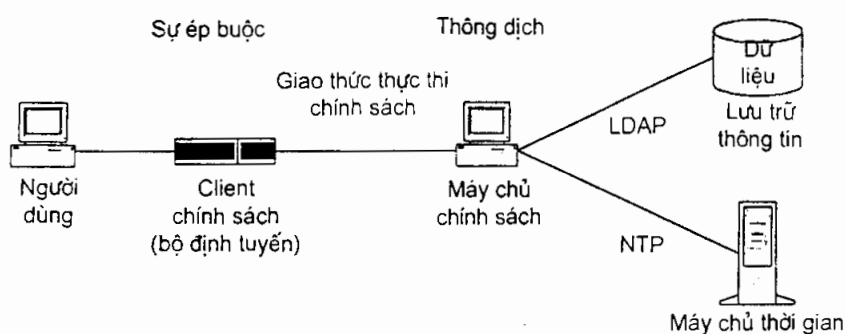 Sự ép buộc
Thông dịch
Dữ
liệu
Giao thức thực thi
chính sách
LDAP
Lưu trữ
thông tin
Người
dùng
Client
chính sách
(bộ định tuyến)
Máy chủ
chính sách
NTP
Máy chủ thời gian